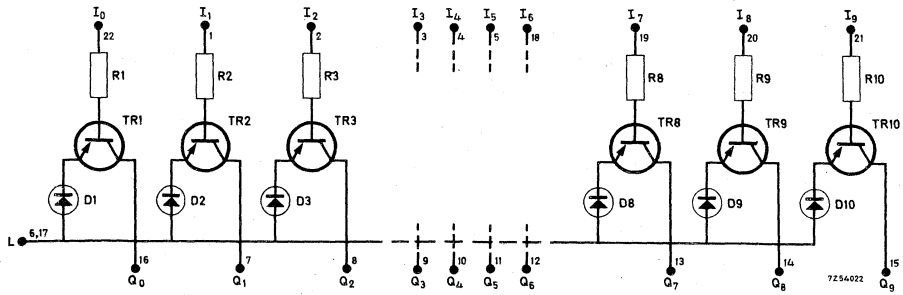 I0 I1 I2 I3 I4 I5 I6 I7 I8 I9
22 1 2 3 4 5 18 19 20 21
R1 R2 R3 R8 R9 R10
TR1 TR2 TR3 TR8 TR9 TR10
D1 D2 D3 D8 D9 D10
L 6,17
16 7 8 9 10 11 12 13 14 15
Q0 Q1 Q2 Q3 Q4 Q5 Q6 Q7 Q8 Q9
7Z54022